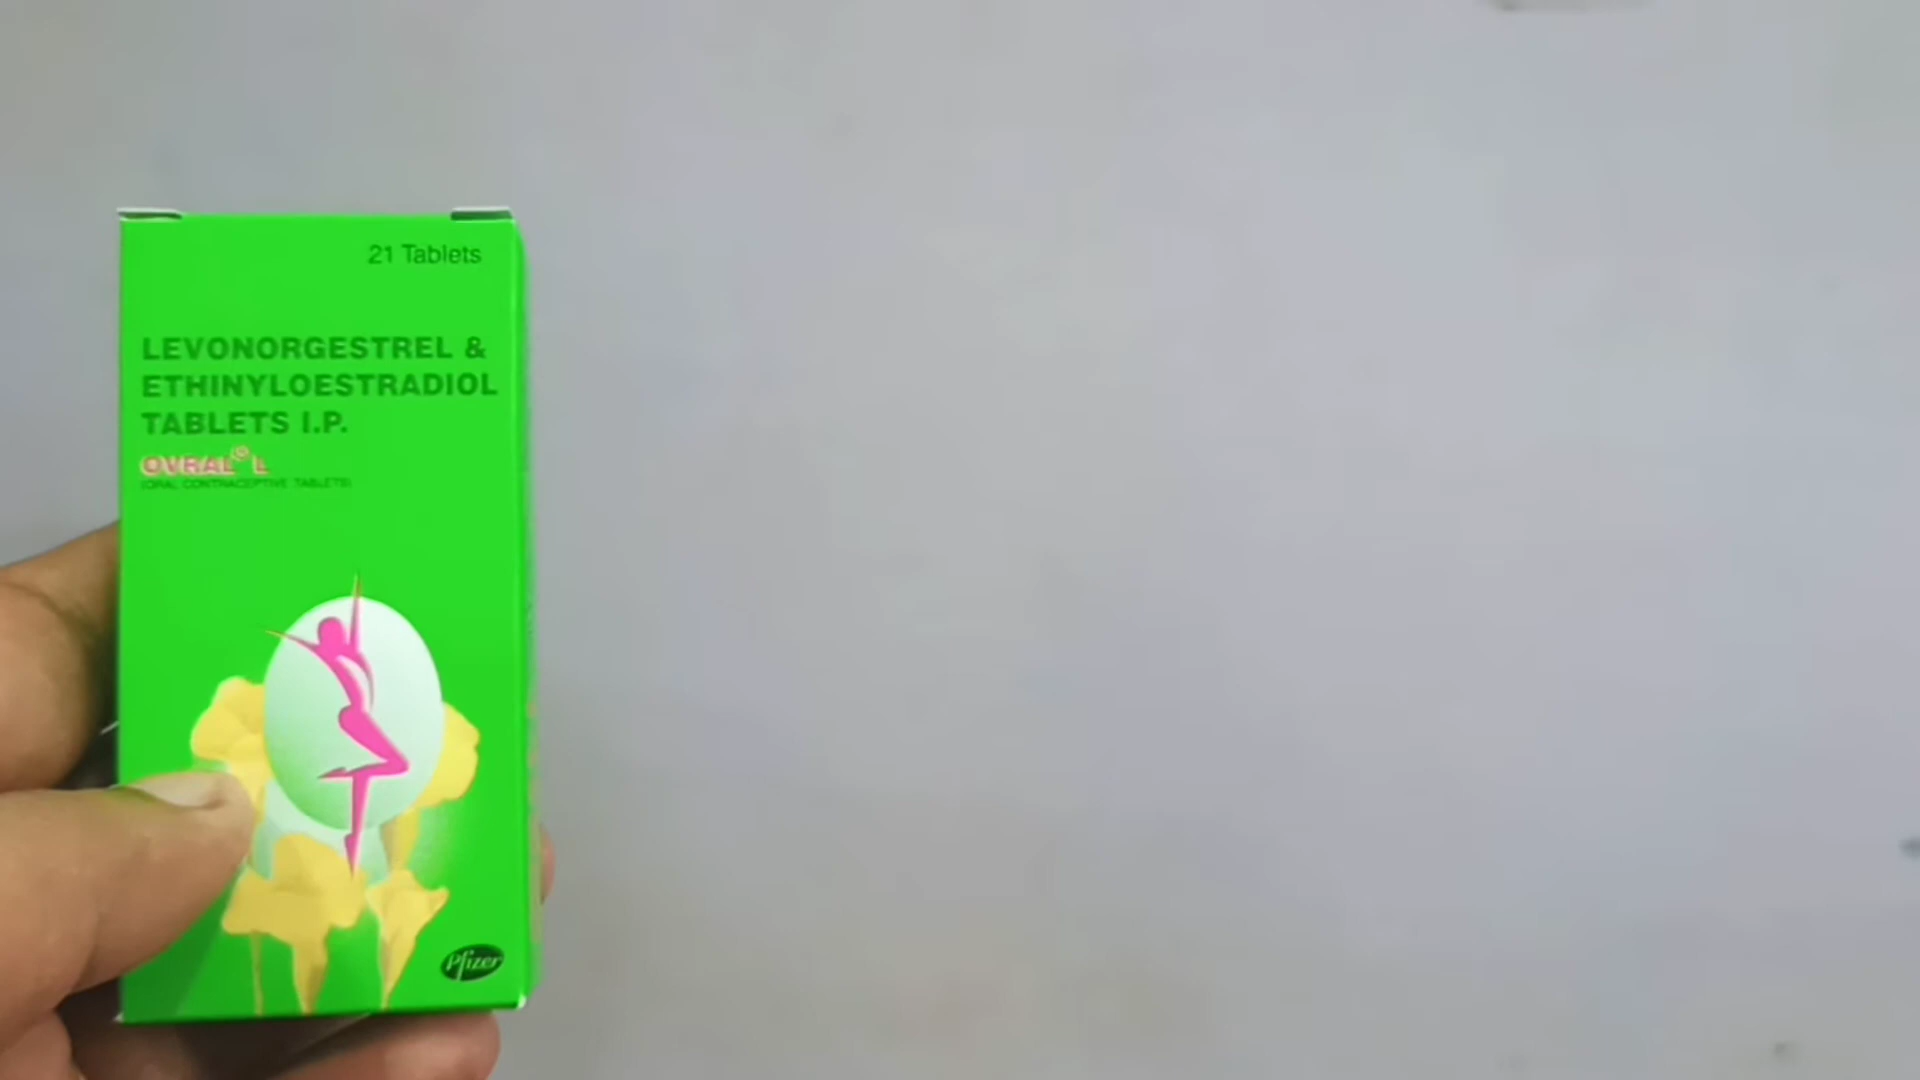 21 Tablets
LEVONORGESTREL &
ETHINYLOESTRADIOL
TABLETS I.P.
OVRAL® L
(ORAL CONTRACEPTIVE TABLETS)
Pfizer